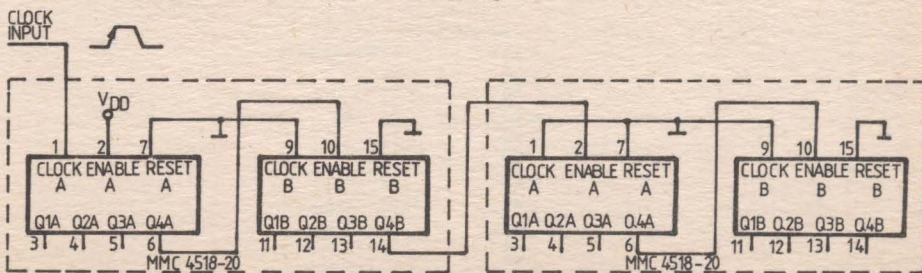 CLOCK
INPUT
VDD
1 2 7 9 10 15 1 2 7 9 10 15
CLOCK ENABLE RESET CLOCK ENABLE RESET CLOCK ENABLE RESET CLOCK ENABLE RESET
A A A B B B A A A B B B
Q1A Q2A Q3A Q4A Q1B Q2B Q3B Q4B Q1A Q2A Q3A Q4A Q1B Q2B Q3B Q4B
3 4 5 6 11 12 13 14 3 4 5 6 11 12 13 14
MMC 4518-20 MMC 4518-20